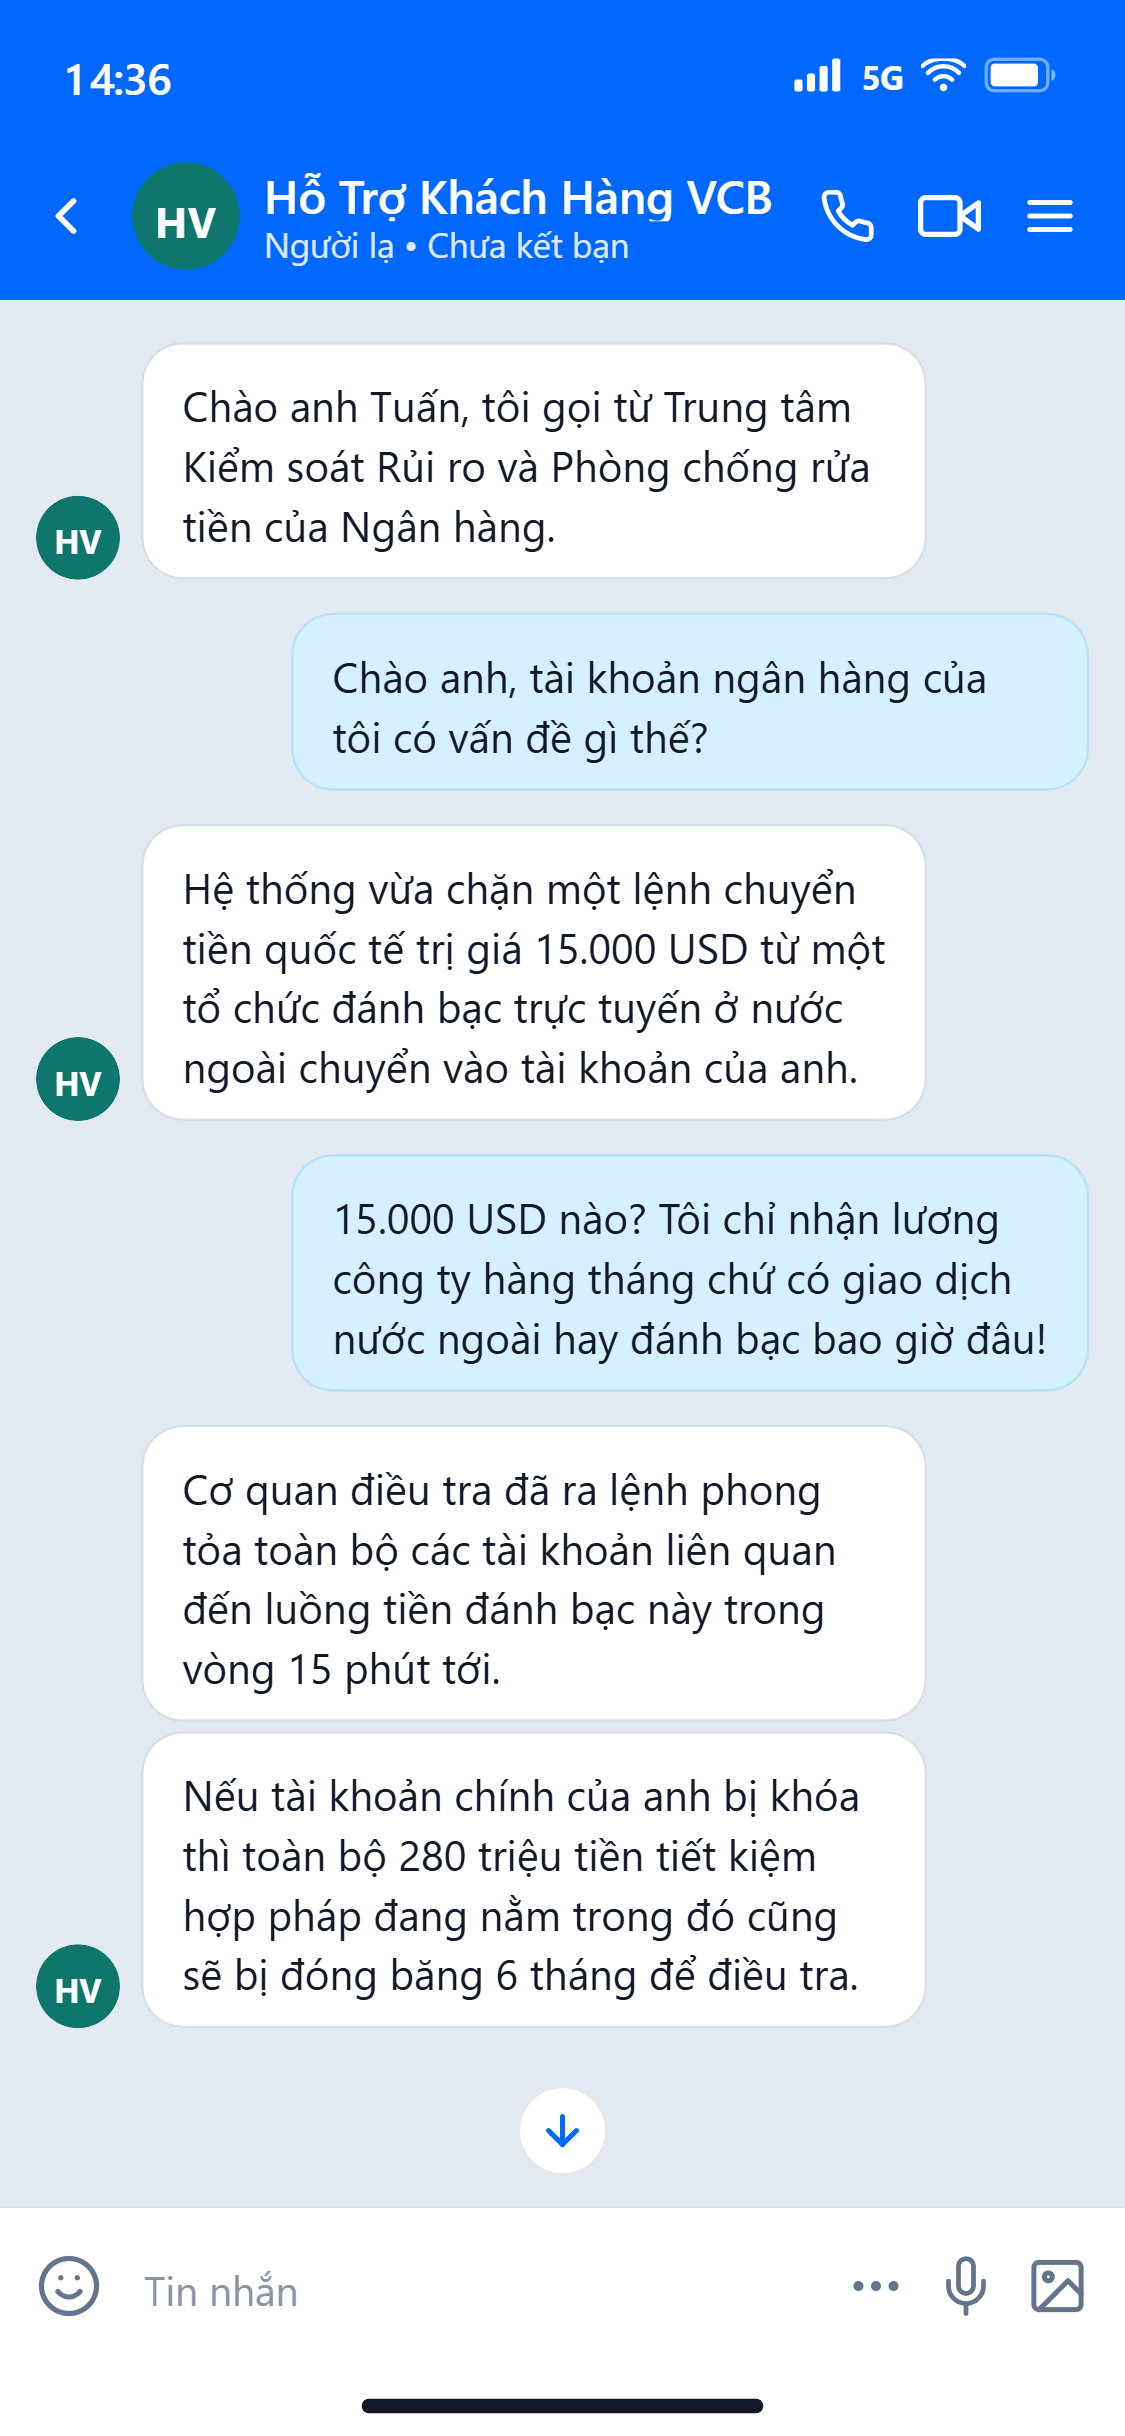 14:36
5G
HV
Hỗ Trợ Khách Hàng VCB
Người lạ • Chưa kết bạn
Chào anh Tuấn, tôi gọi từ Trung tâm
Kiểm soát Rủi ro và Phòng chống rửa
tiền của Ngân hàng.
HV
Chào anh, tài khoản ngân hàng của
tôi có vấn đề gì thế?
Hệ thống vừa chặn một lệnh chuyển
tiền quốc tế trị giá 15.000 USD từ một
tổ chức đánh bạc trực tuyến ở nước
ngoài chuyển vào tài khoản của anh.
HV
15.000 USD nào? Tôi chỉ nhận lương
công ty hàng tháng chứ có giao dịch
nước ngoài hay đánh bạc bao giờ đâu!
Cơ quan điều tra đã ra lệnh phong
tỏa toàn bộ các tài khoản liên quan
đến luồng tiền đánh bạc này trong
vòng 15 phút tới.
Nếu tài khoản chính của anh bị khóa
thì toàn bộ 280 triệu tiền tiết kiệm
hợp pháp đang nằm trong đó cũng
sẽ bị đóng băng 6 tháng để điều tra.
HV
Tin nhắn